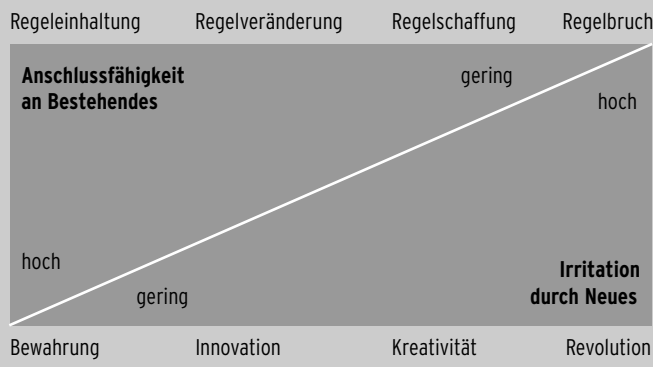 Regeleinhaltung Regelveränderung Regelschaffung Regelbruch
Anschlussfähigkeit
an Bestehendes
gering
hoch
hoch
gering
Irritation
durch Neues
Bewahrung Innovation Kreativität Revolution